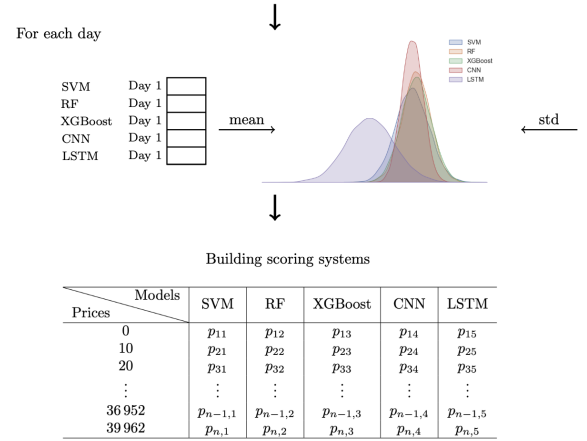 For each day
SVM
RF
XGBoost
CNN
LSTM
SVM Day 1
RF Day 1
XGBoost Day 1
CNN Day 1
LSTM Day 1
mean
std
Building scoring systems
Models
Prices
SVM RF XGBoost CNN LSTM
0 p₁₁ p₁₂ p₁₃ p₁₄ p₁₅
10 p₂₁ p₂₂ p₂₃ p₂₄ p₂₅
20 p₃₁ p₃₂ p₃₃ p₃₄ p₃₅
⋮ ⋮ ⋮ ⋮ ⋮ ⋮
36 952 pₙ₋₁,₁ pₙ₋₁,₂ pₙ₋₁,₃ pₙ₋₁,₄ pₙ₋₁,₅
39 962 pₙ,₁ pₙ,₂ pₙ,₃ pₙ,₄ pₙ,₅